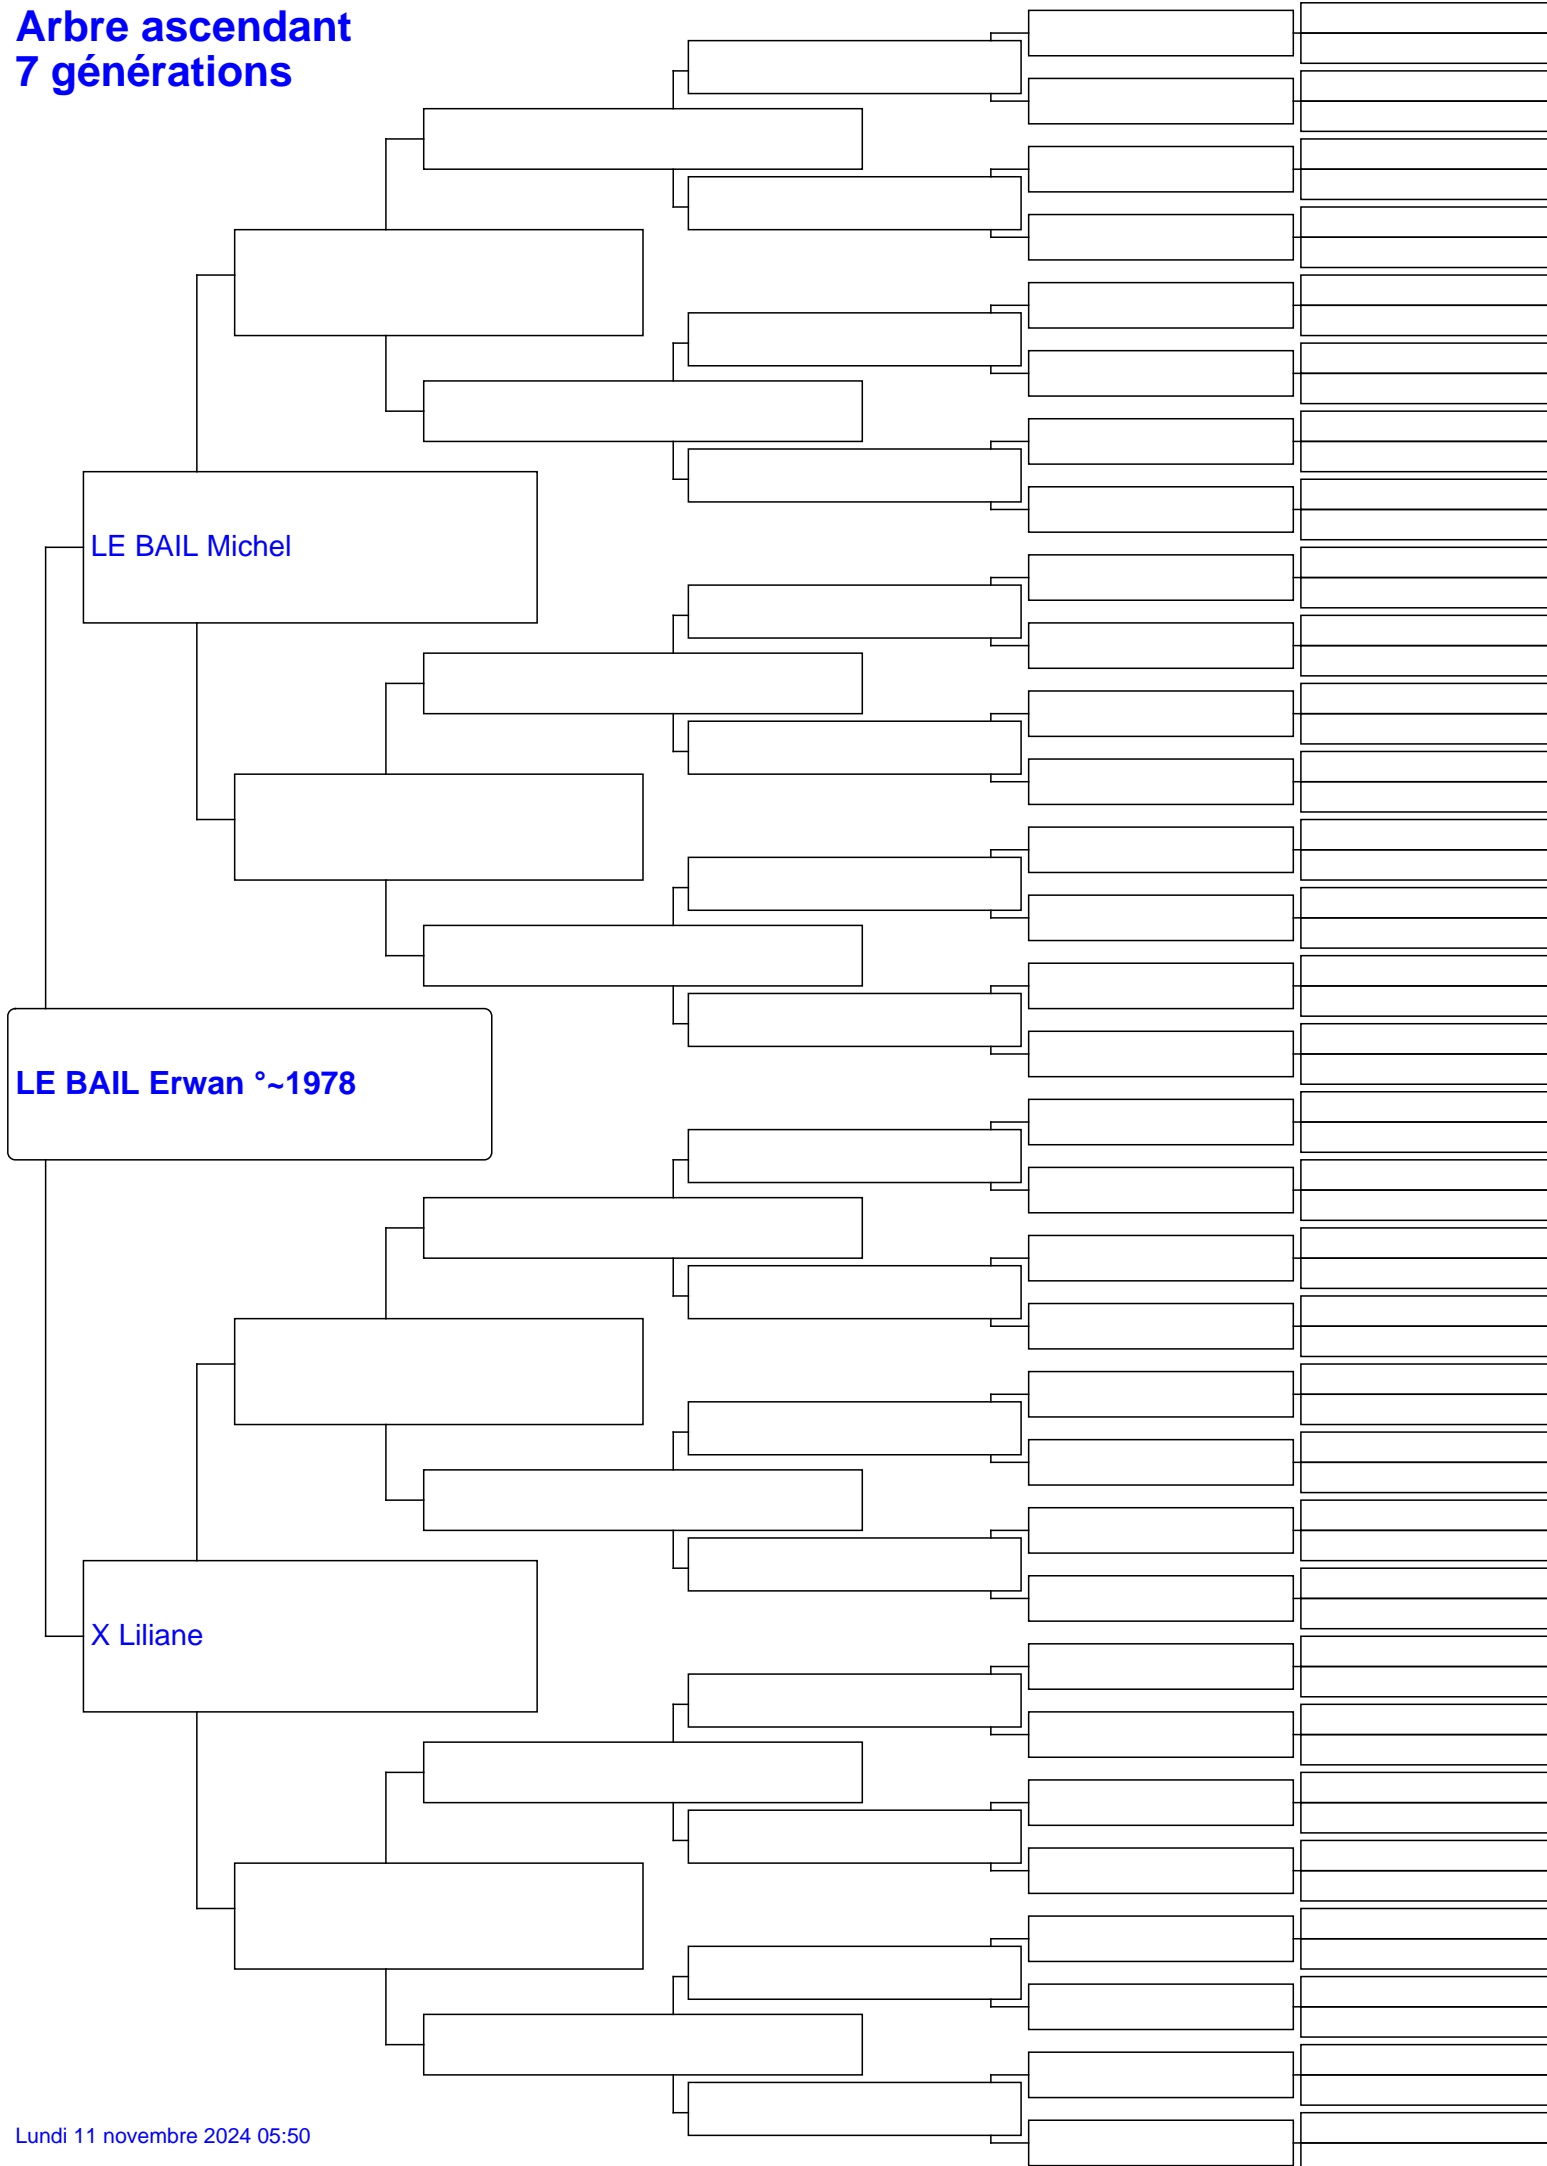 Arbre ascendant
7 générations
LE BAIL Michel
LE BAIL Erwan °~1978
X Liliane
Lundi 11 novembre 2024 05:50